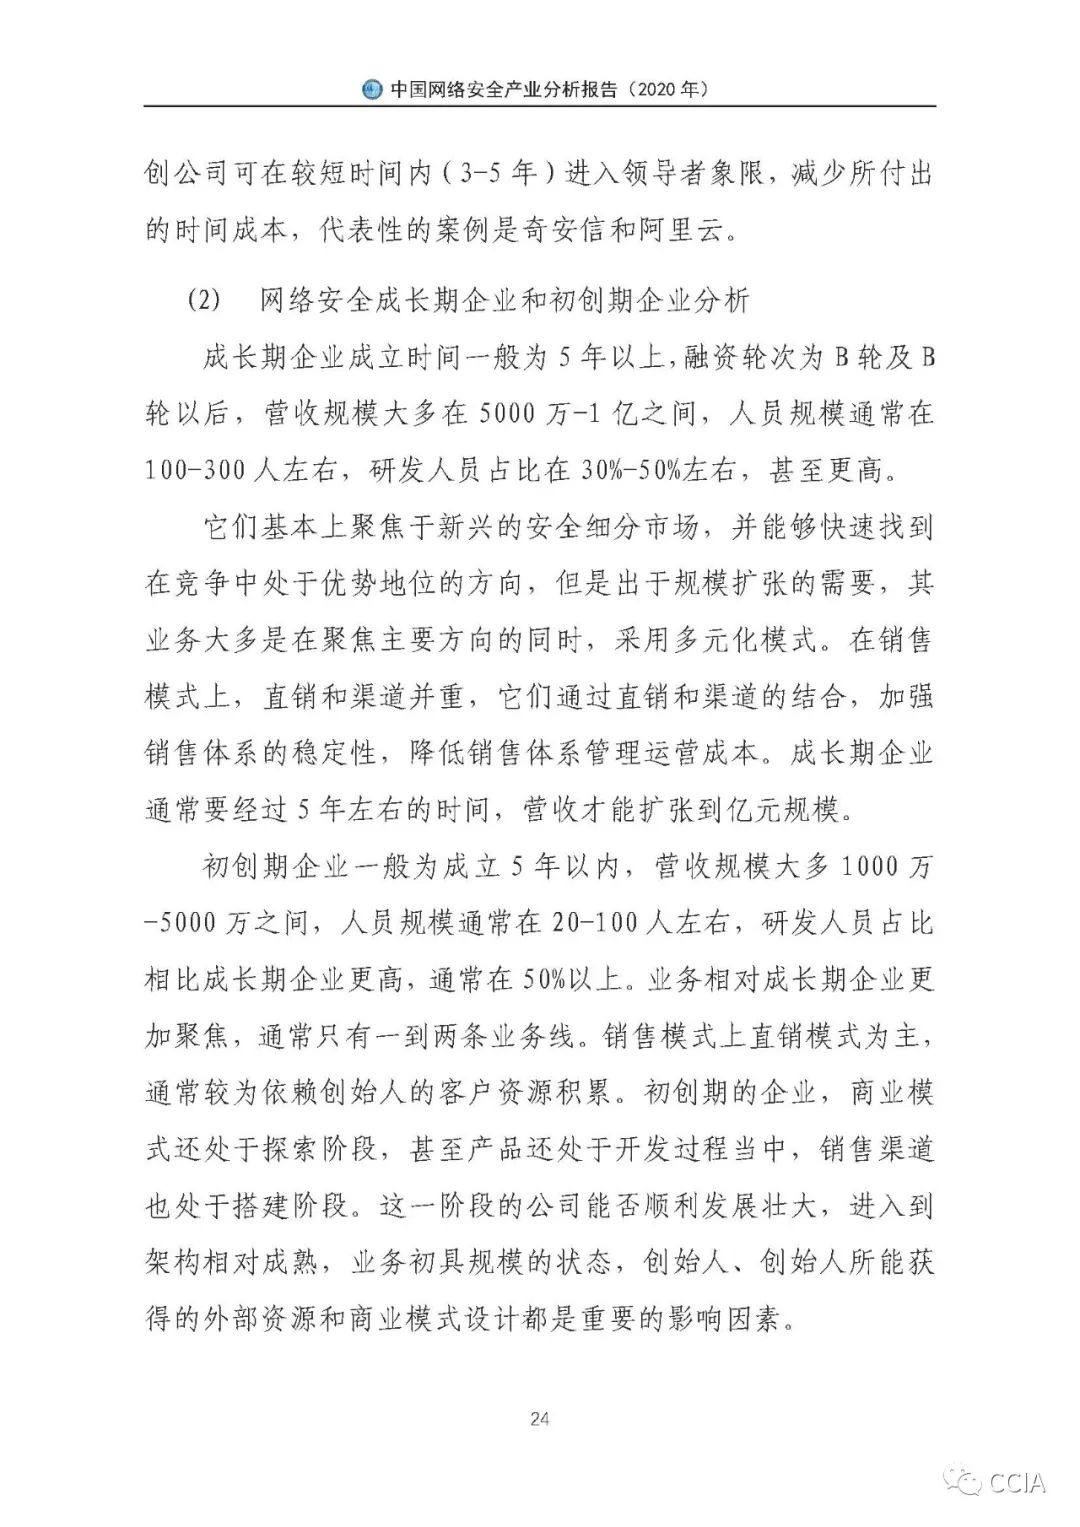 中国网络安全产业分析报告（2020 年）
创公司可在较短时间内（3-5 年）进入领导者象限，减少所付出
的时间成本，代表性的案例是奇安信和阿里云。
(2) 网络安全成长期企业和初创期企业分析
成长期企业成立时间一般为 5 年以上，融资轮次为 B 轮及 B
轮以后，营收规模大多在 5000 万-1 亿之间，人员规模通常在
100-300 人左右，研发人员占比在 30%-50%左右，甚至更高。
它们基本上聚焦于新兴的安全细分市场，并能够快速找到
在竞争中处于优势地位的方向，但是出于规模扩张的需要，其
业务大多是在聚焦主要方向的同时，采用多元化模式。在销售
模式上，直销和渠道并重，它们通过直销和渠道的结合，加强
销售体系的稳定性，降低销售体系管理运营成本。成长期企业
通常要经过 5 年左右的时间，营收才能扩张到亿元规模。
初创期企业一般为成立 5 年以内，营收规模大多 1000 万
-5000 万之间，人员规模通常在 20-100 人左右，研发人员占比
相比成长期企业更高，通常在 50%以上。业务相对成长期企业更
加聚焦，通常只有一到两条业务线。销售模式上直销模式为主，
通常较为依赖创始人的客户资源积累。初创期的企业，商业模
式还处于探索阶段，甚至产品还处于开发过程当中，销售渠道
也处于搭建阶段。这一阶段的公司能否顺利发展壮大，进入到
架构相对成熟，业务初具规模的状态，创始人、创始人所能获
得的外部资源和商业模式设计都是重要的影响因素。
24
CCIA